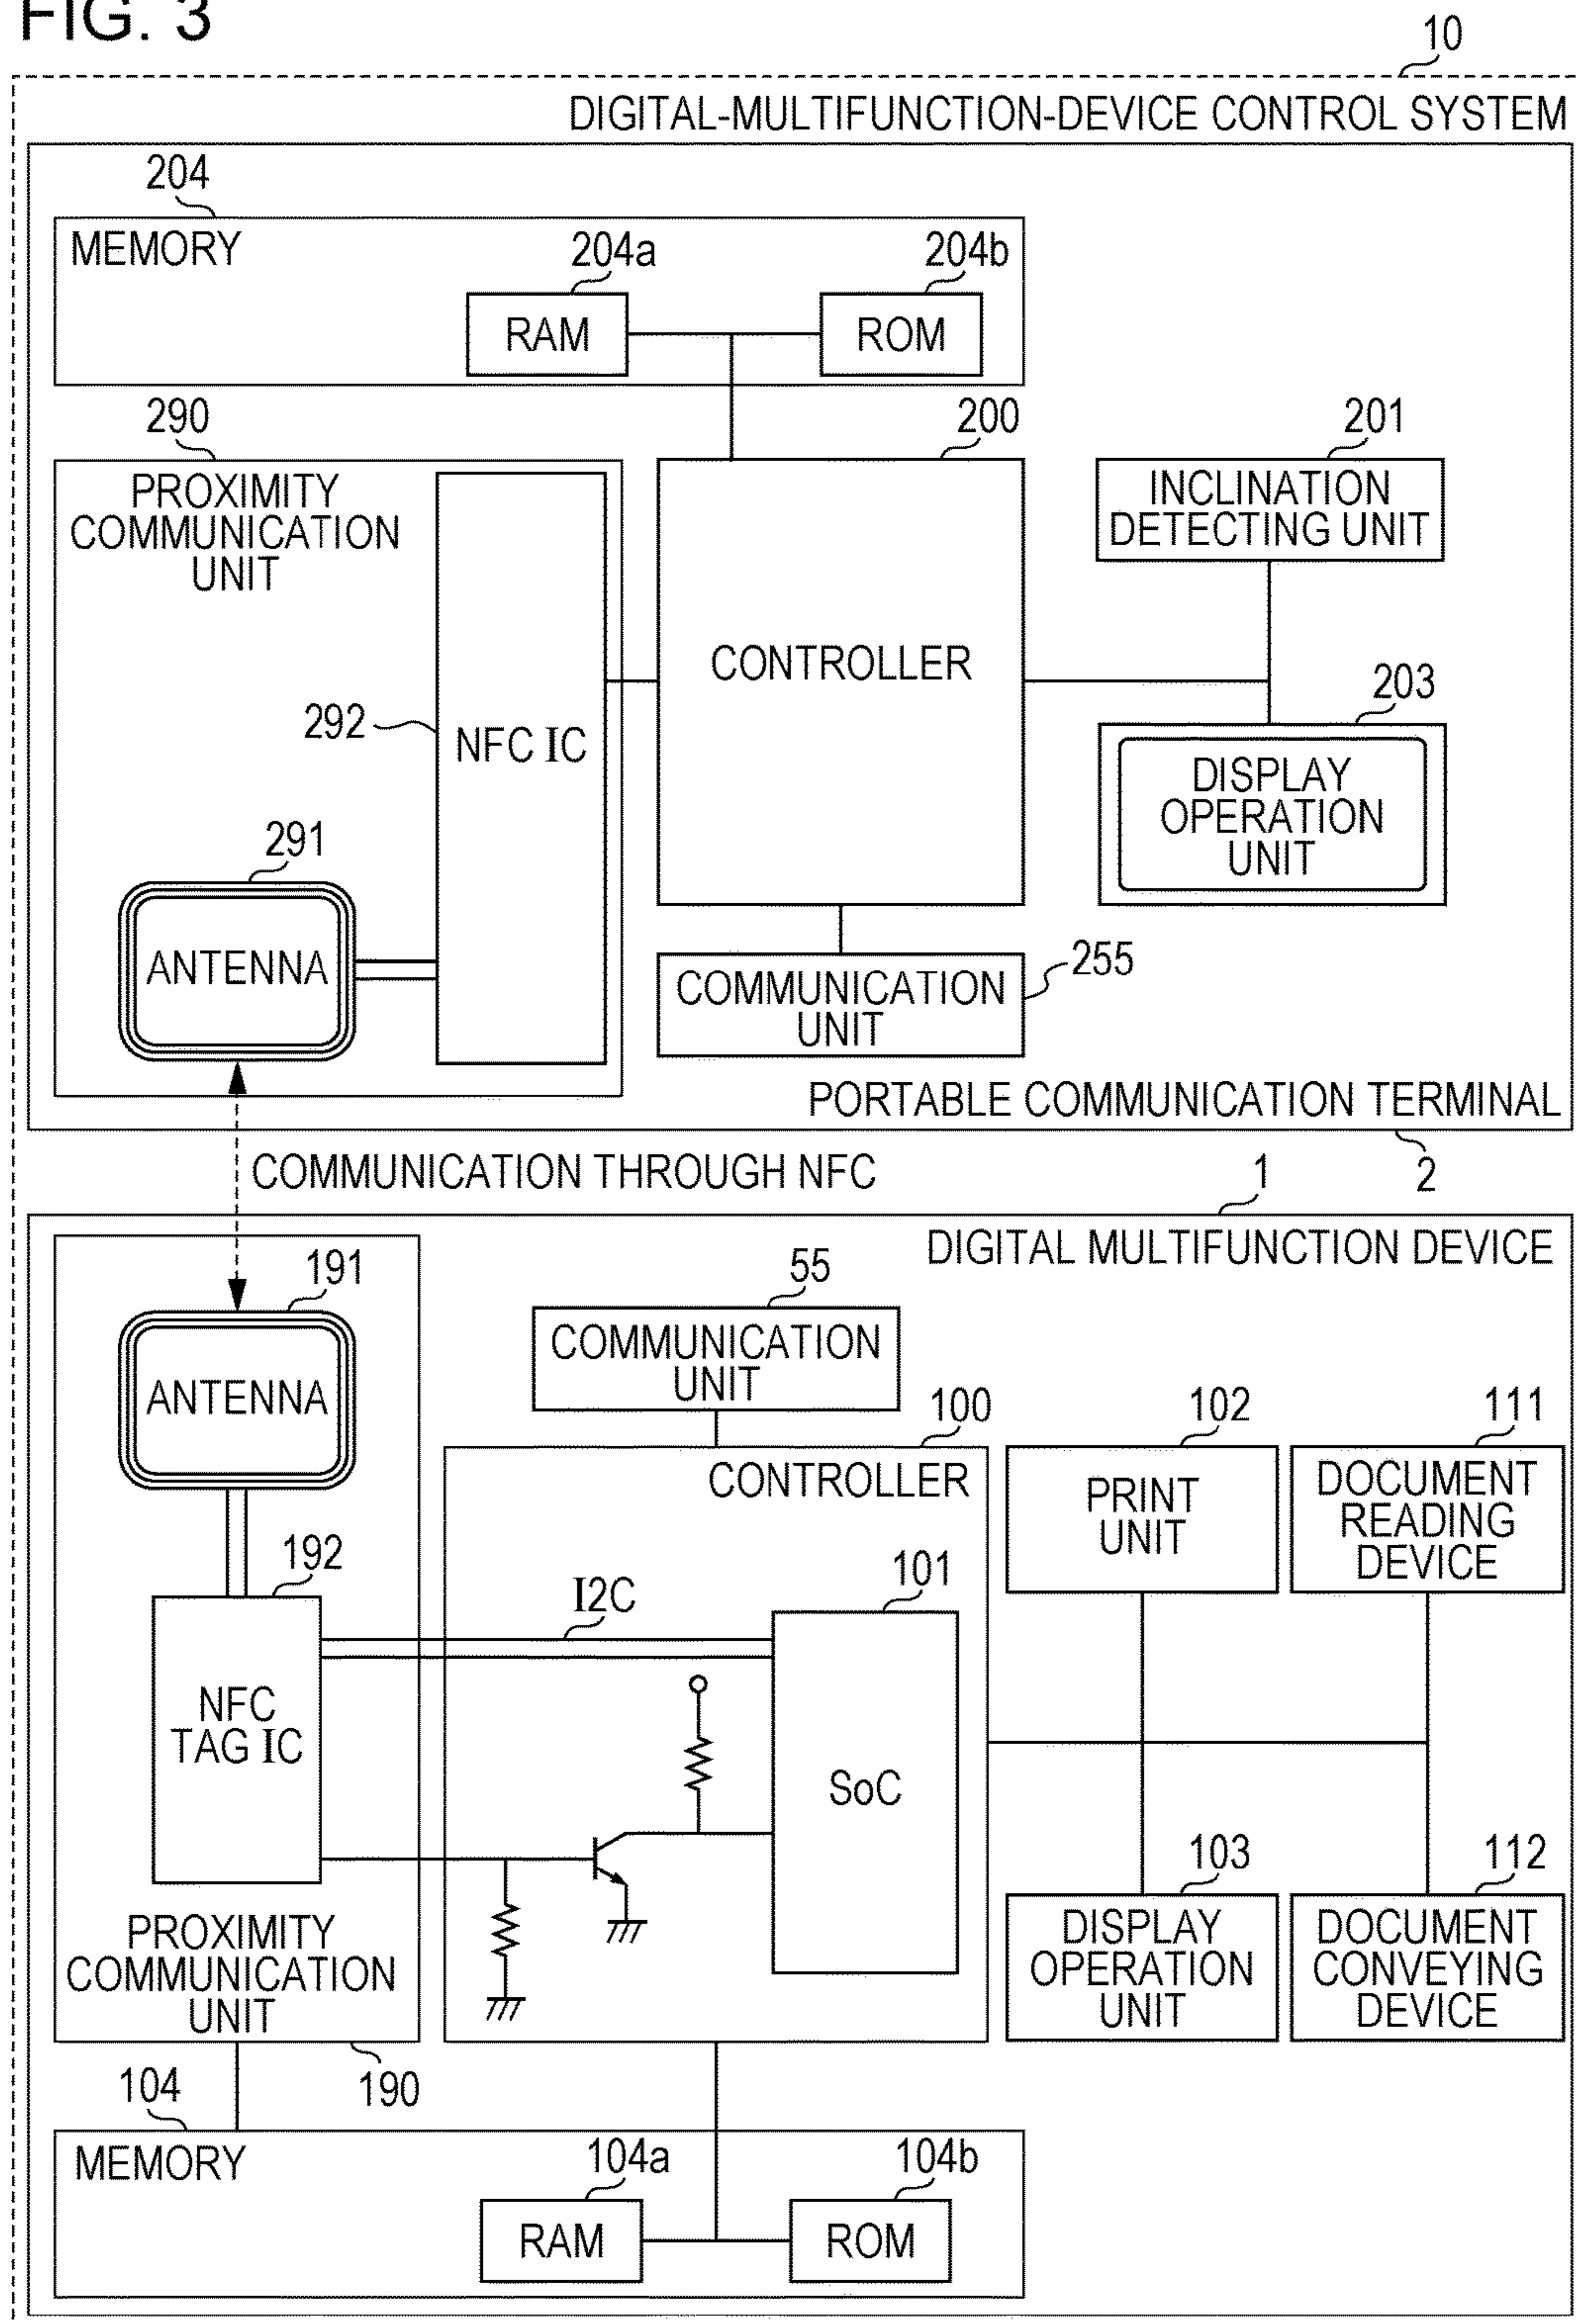 FIG. 3
10
DIGITAL-MULTIFUNCTION-DEVICE CONTROL SYSTEM
204
MEMORY
204a
204b
RAM
ROM
290
200
201
PROXIMITY
COMMUNICATION
UNIT
INCLINATION
DETECTING UNIT
CONTROLLER
203
292
NFC IC
DISPLAY
OPERATION
UNIT
291
ANTENNA
255
COMMUNICATION
UNIT
PORTABLE COMMUNICATION TERMINAL
COMMUNICATION THROUGH NFC
1
2
DIGITAL MULTIFUNCTION DEVICE
191
55
ANTENNA
COMMUNICATION
UNIT
100
102
111
CONTROLLER
PRINT
UNIT
DOCUMENT
READING
DEVICE
192
I2C
101
NFC
TAG IC
SoC
103
112
PROXIMITY
COMMUNICATION
UNIT
DISPLAY
OPERATION
UNIT
DOCUMENT
CONVEYING
DEVICE
104
190
MEMORY
104a
104b
RAM
ROM